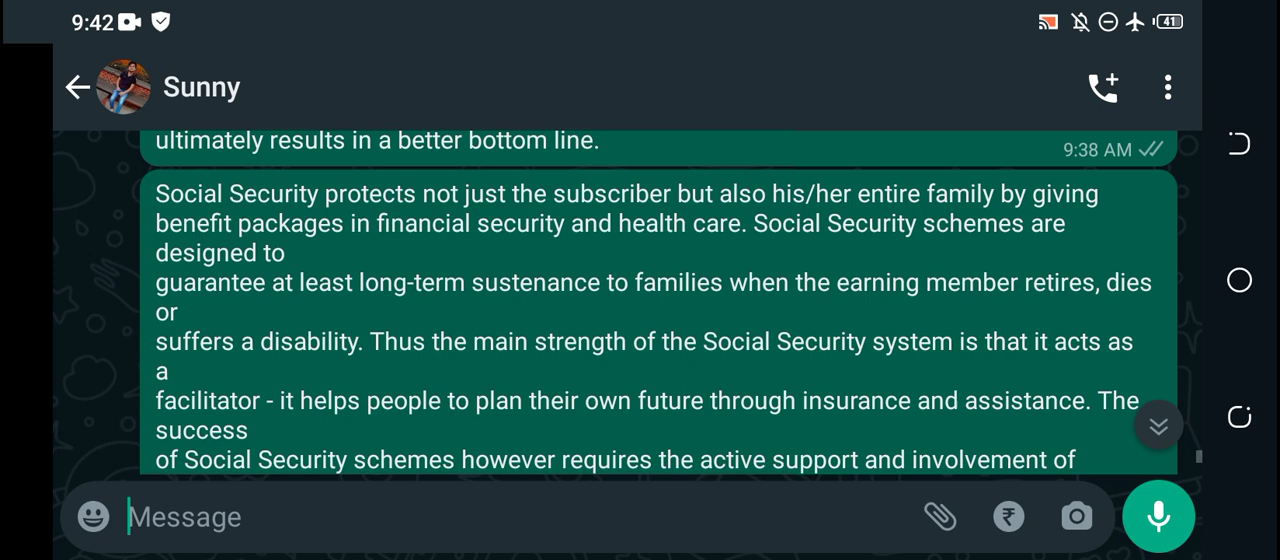 9:42
41
Sunny
ultimately results in a better bottom line.
9:38 AM
Social Security protects not just the subscriber but also his/her entire family by giving
benefit packages in financial security and health care. Social Security schemes are
designed to
guarantee at least long-term sustenance to families when the earning member retires, dies
or
suffers a disability. Thus the main strength of the Social Security system is that it acts as
a
facilitator - it helps people to plan their own future through insurance and assistance. The
success
of Social Security schemes however requires the active support and involvement of
Message
₹